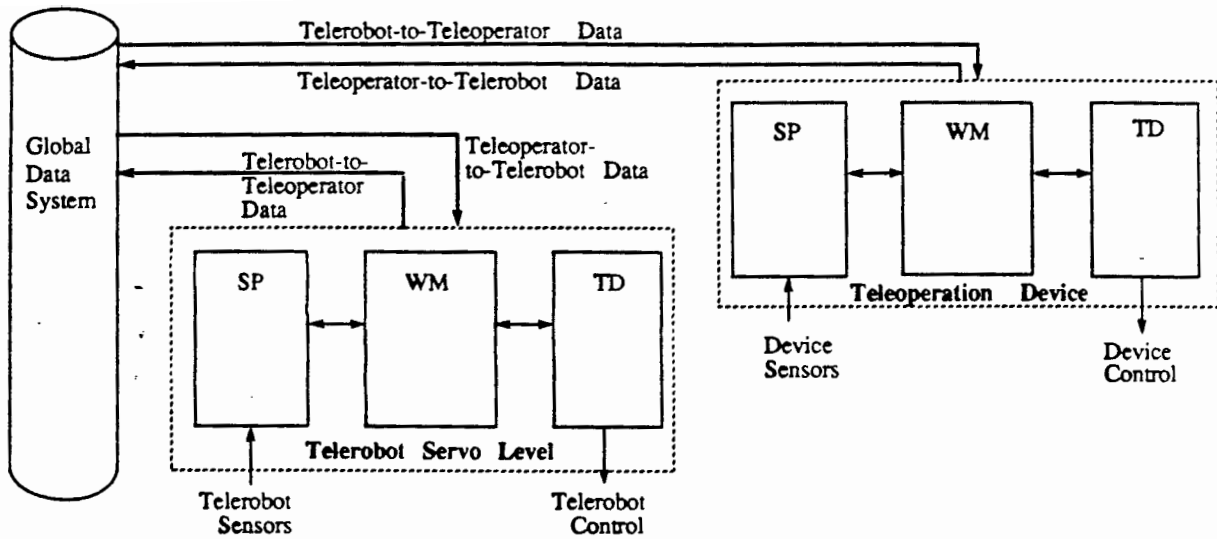 Telerobot-to-Teleoperator Data
Teleoperator-to-Telerobot Data
Global
Data
System
Teleoperator-
to-Telerobot Data
Telerobot-to-
Teleoperator
Data
SP
WM
TD
Teleoperation Device
Device
Sensors
Device
Control
SP
WM
TD
Telerobot Servo Level
Telerobot
Sensors
Telerobot
Control